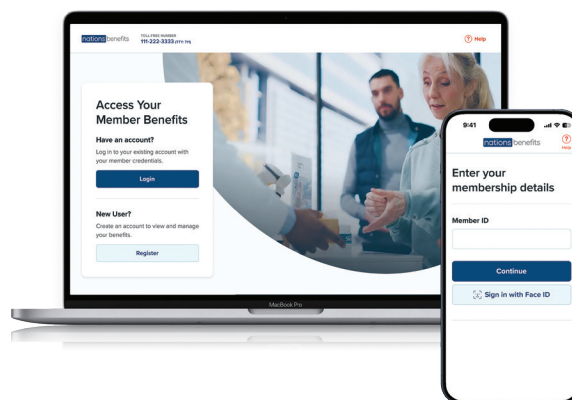 nations benefits
TOLL-FREE NUMBER
111-222-3333 (TTY: 711)
Help
Access Your
Member Benefits
Have an account?
Log in to your existing account with
your member credentials.
Login
New User?
Create an account to view and manage
your benefits.
Register
MacBook Pro
9:41
nations benefits
Help
Enter your
membership details
Member ID
Continue
Sign in with Face ID